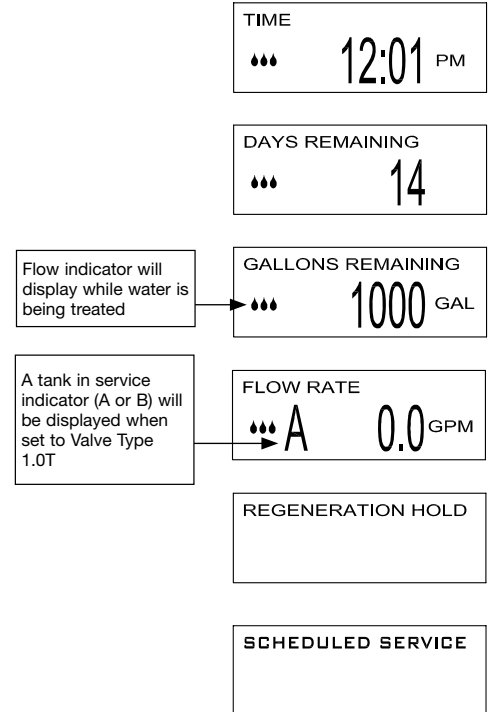 TIME
12:01 PM
DAYS REMAINING
14
Flow indicator will
display while water is
being treated
GALLONS REMAINING
1000 GAL
A tank in service
indicator (A or B) will
be displayed when
set to Valve Type
1.0T
FLOW RATE
A 0.0 GPM
REGENERATION HOLD
SCHEDULED SERVICE